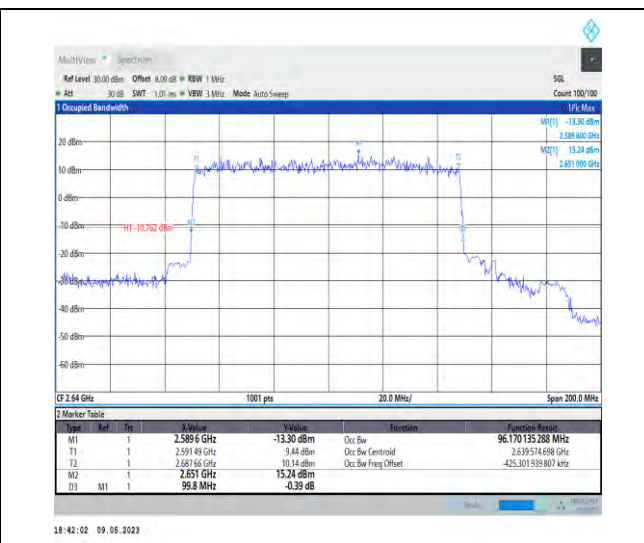 MultiView Spectrum
Ref Level 30.00 dBm Offset 8.00 dB RBW 1 MHz SGL
Att 30 dB SWT 1.01 ms VBW 3 MHz Mode Auto Sweep Count 100/100
1 Occupied Bandwidth 1Pk Max
M1[1] -13.30 dBm
2.589 600 GHz
M2[1] 15.24 dBm
2.651 000 GHz
20 dBm
10 dBm
0 dBm
-10 dBm
H1 -10.762 dBm
M1
-20 dBm
-30 dBm
-40 dBm
-50 dBm
-60 dBm
CF 2.64 GHz 1001 pts 20.0 MHz/ Span 200.0 MHz
2 Marker Table
Type Ref Trc X-Value Y-Value Function Function Result
M1 1 2.589 6 GHz -13.30 dBm Occ Bw 96.170 135 288 MHz
T1 1 2.591 49 GHz 9.44 dBm Occ Bw Centroid 2.639 574 698 GHz
T2 1 2.687 66 GHz 10.14 dBm Occ Bw Freq Offset -425.301 939 807 kHz
M2 1 2.651 GHz 15.24 dBm
D3 M1 1 99.8 MHz -0.39 dB
18:42:02 09.05.2023